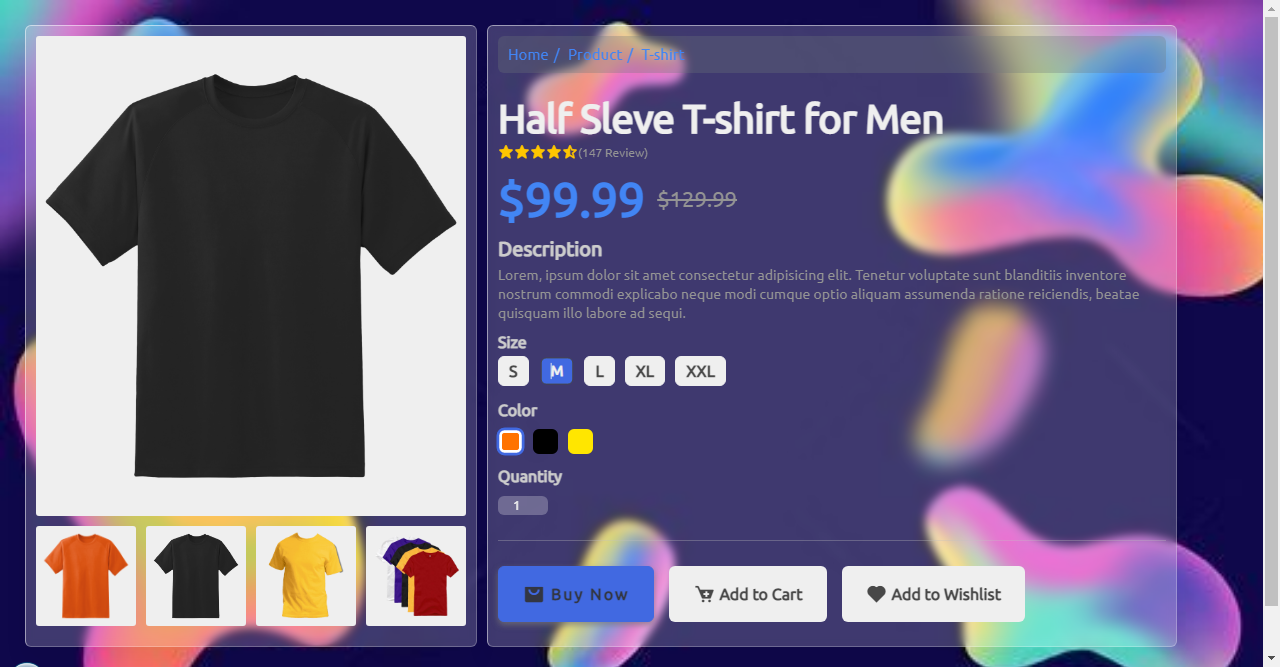 Home / Product / T-shirt
Half Sleve T-shirt for Men
(147 Review)
$99.99 $129.99
Description
Lorem, ipsum dolor sit amet consectetur adipisicing elit. Tenetur voluptate sunt blanditiis inventore
nostrum commodi explicabo neque modi cumque optio aliquam assumenda ratione reiciendis, beatae
quisquam illo labore ad sequi.
Size
S M L XL XXL
Color
Quantity
1
Buy Now Add to Cart Add to Wishlist